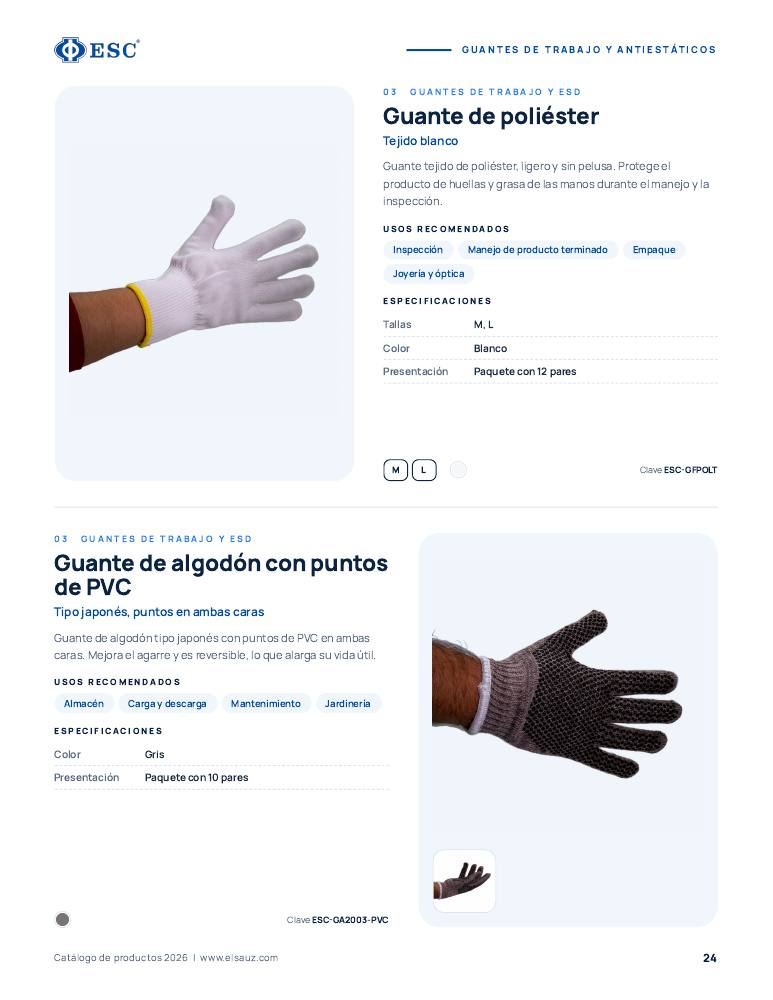 ESC
GUANTES DE TRABAJO Y ANTIESTÁTICOS
03 GUANTES DE TRABAJO Y ESD
Guante de poliéster
Tejido blanco
Guante tejido de poliéster, ligero y sin pelusa. Protege el
producto de huellas y grasa de las manos durante el manejo y la
inspección.
USOS RECOMENDADOS
Inspección Manejo de producto terminado Empaque
Joyería y óptica
ESPECIFICACIONES
Tallas M, L
Color Blanco
Presentación Paquete con 12 pares
M L
Clave ESC-GFPOLT
03 GUANTES DE TRABAJO Y ESD
Guante de algodón con puntos
de PVC
Tipo japonés, puntos en ambas caras
Guante de algodón tipo japonés con puntos de PVC en ambas
caras. Mejora el agarre y es reversible, lo que alarga su vida útil.
USOS RECOMENDADOS
Almacén Carga y descarga Mantenimiento Jardinería
ESPECIFICACIONES
Color Gris
Presentación Paquete con 10 pares
Clave ESC-GA2003-PVC
Catálogo de productos 2026 | www.elsauz.com
24